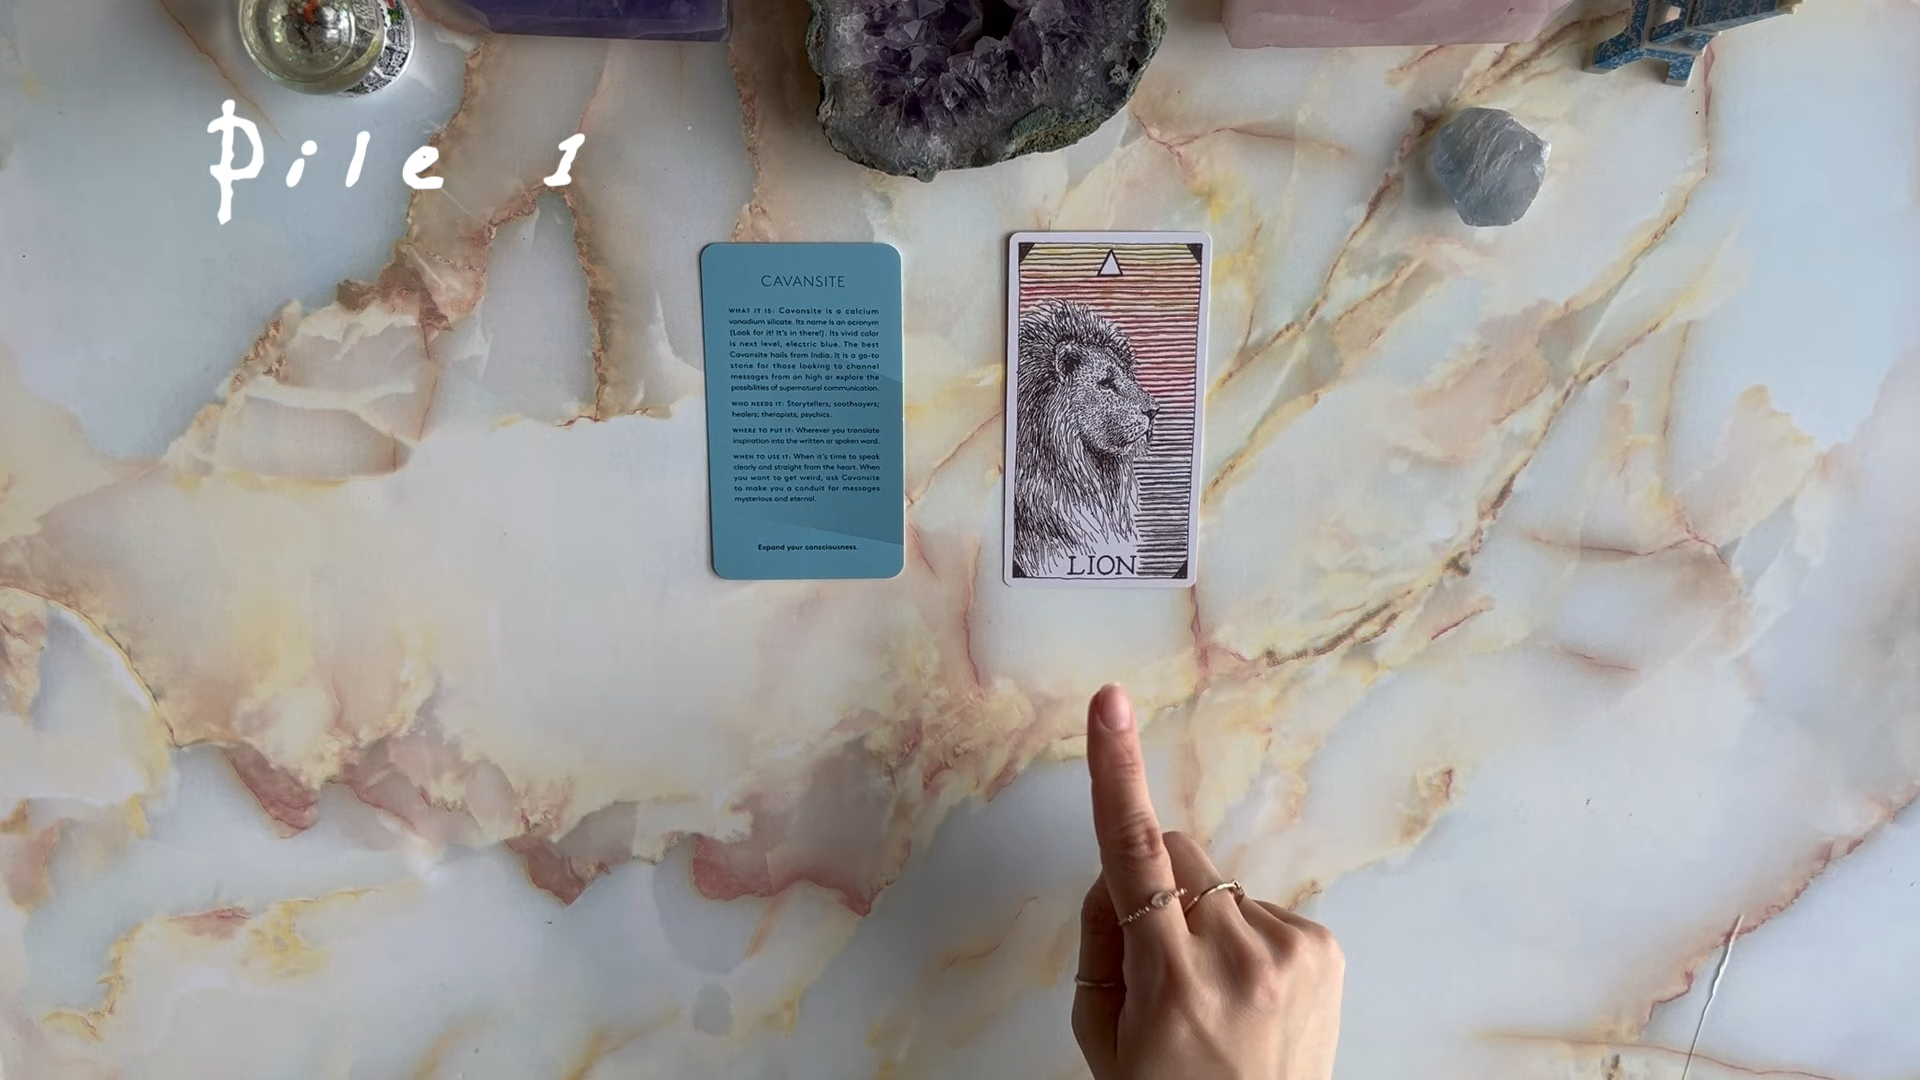 Pile 1
CAVANSITE
WHAT IT IS: Cavansite is a calcium
vanadium silicate. Its name is an acronym
(Look for it! It's in there!). Its vivid color
is next level, electric blue. The best
Cavansite hails from India. It is a go-to
stone for those looking to channel
messages from on high or explore the
possibilities of supernatural communication.
WHO NEEDS IT: Storytellers; soothsayers;
healers; therapists; psychics.
WHERE TO PUT IT: Wherever you translate
inspiration into the written or spoken word.
WHEN TO USE IT: When it's time to speak
clearly and straight from the heart. When
you want to get weird, ask Cavansite
to make you a conduit for messages
mysterious and eternal.
Expand your consciousness.
LION